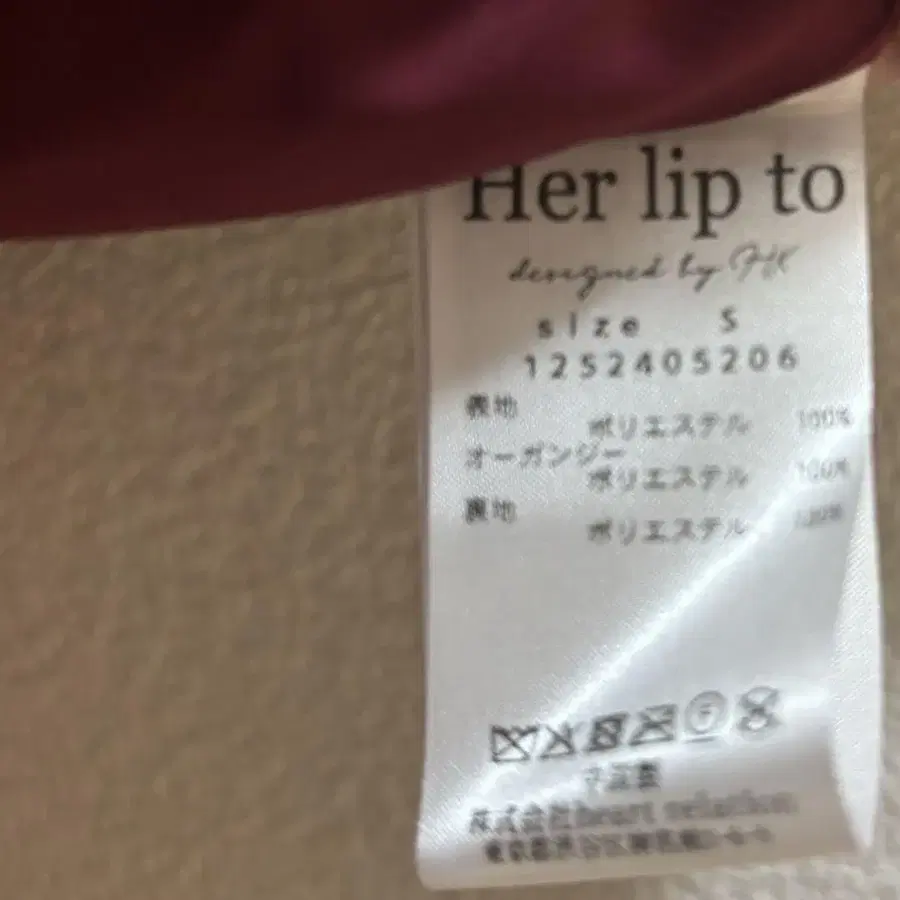 Her lip to
designed by HK
size S
1252405206
表地
ポリエステル 100%
オーガンジー
ポリエステル 100%
裏地
ポリエステル 100%
中国製
株式会社heart relation